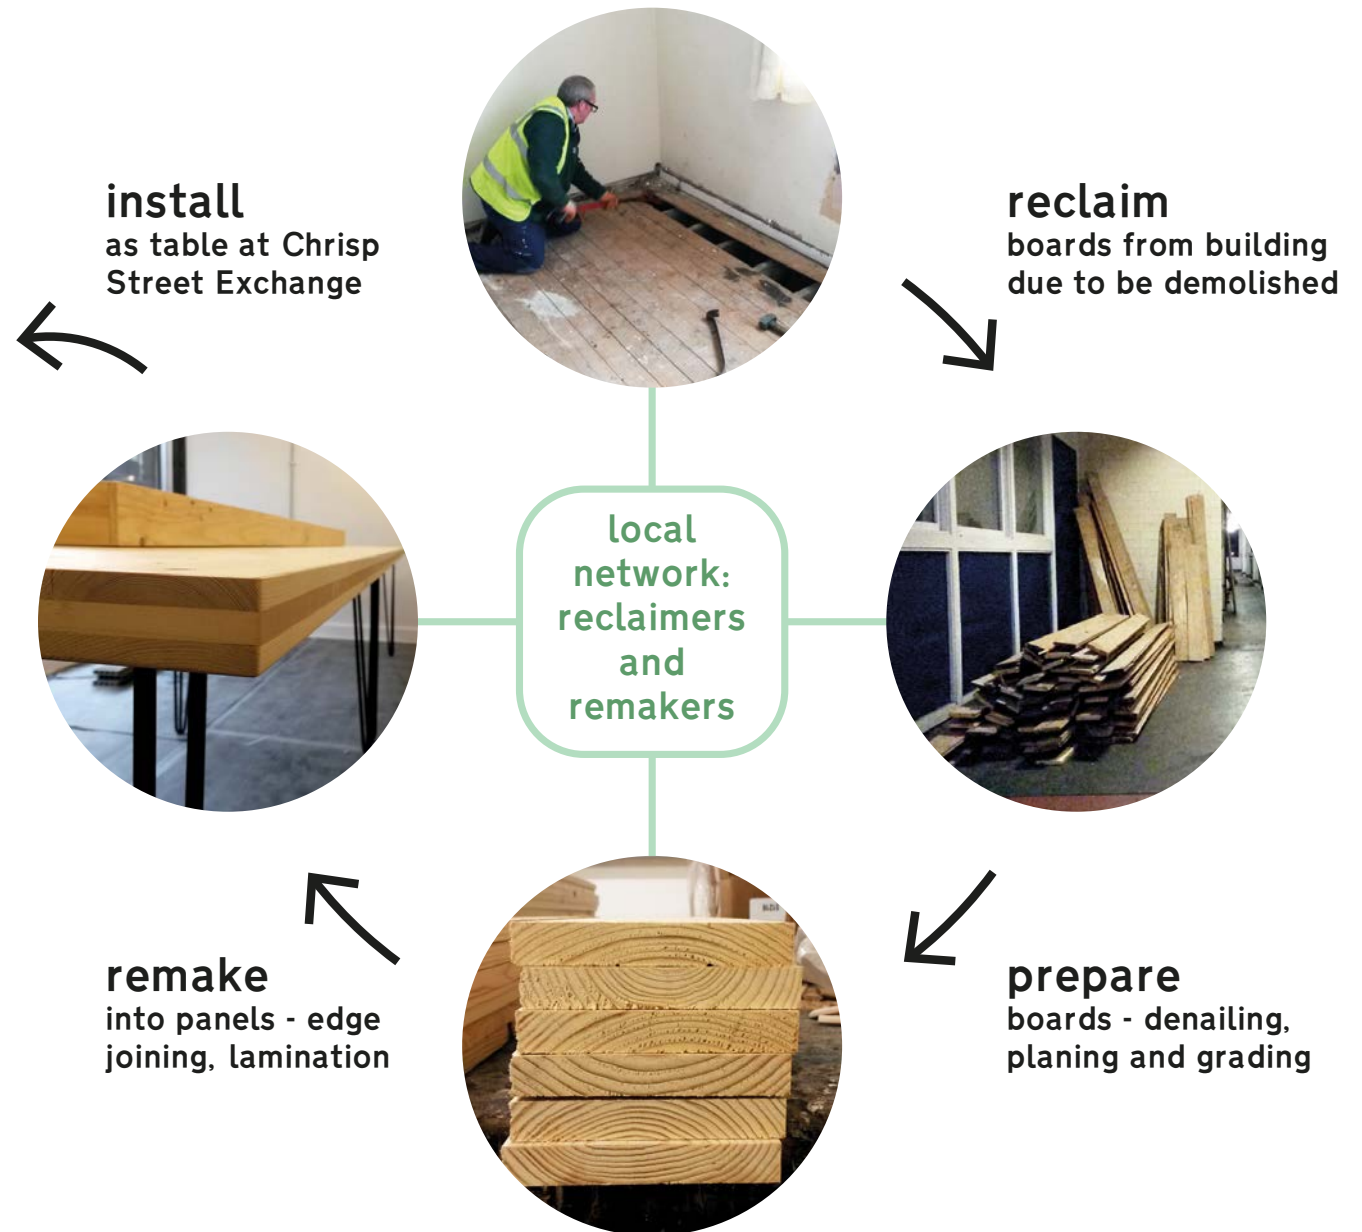 install
as table at Chrisp
Street Exchange
reclaim
boards from building
due to be demolished
local
network:
reclaimers
and
remakers
remake
into panels - edge
joining, lamination
prepare
boards - denailing,
planing and grading